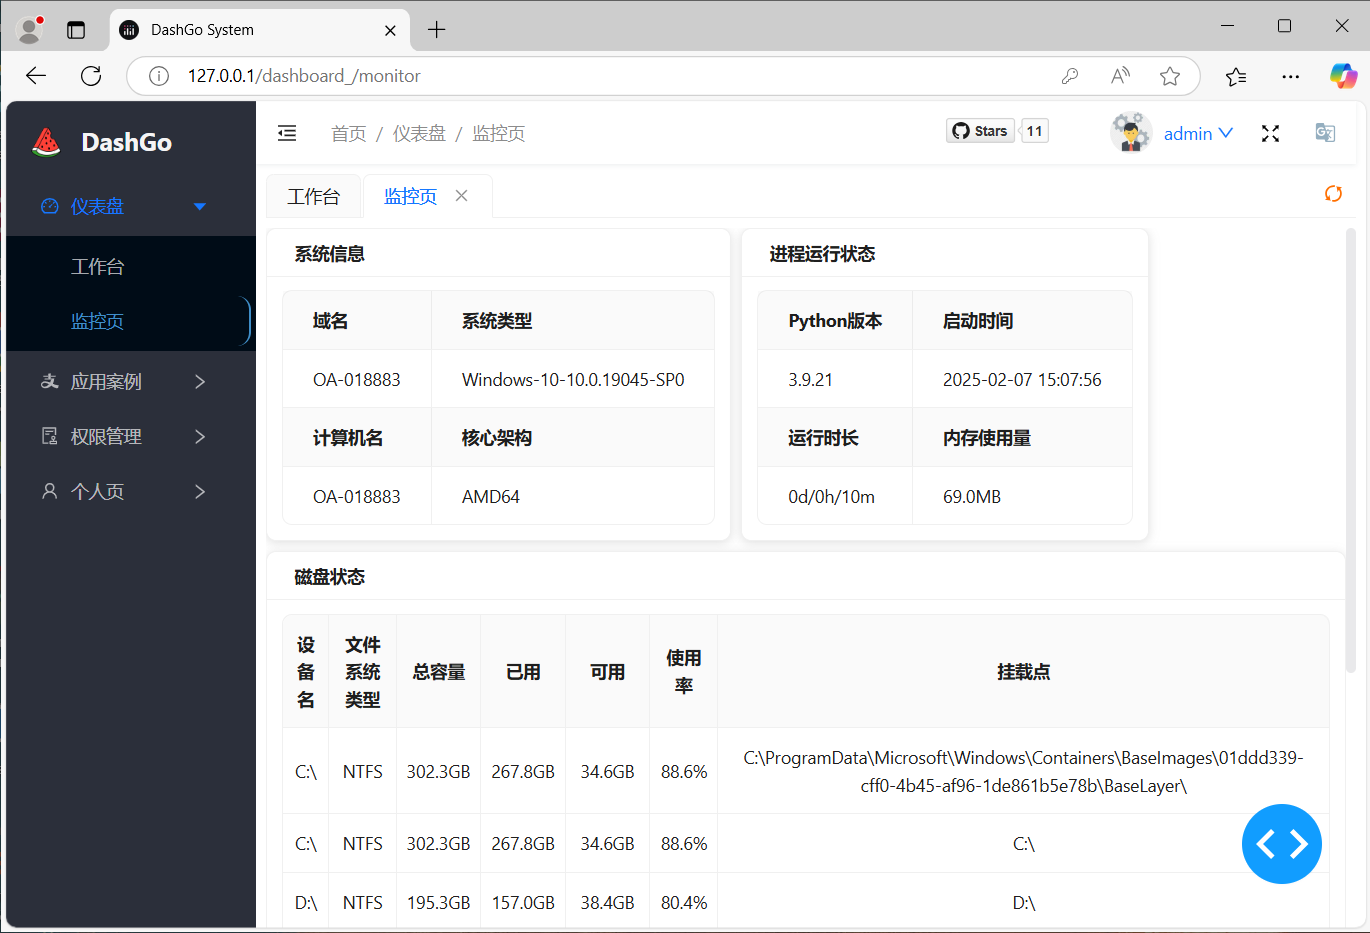 DashGo System
127.0.0.1/dashboard_/monitor
DashGo
首页 / 仪表盘 / 监控页
Stars 11
admin
仪表盘
工作台
监控页
应用案例
权限管理
个人页
工作台 监控页
系统信息
域名 系统类型
OA-018883 Windows-10-10.0.19045-SP0
计算机名 核心架构
OA-018883 AMD64
进程运行状态
Python版本 启动时间
3.9.21 2025-02-07 15:07:56
运行时长 内存使用量
0d/0h/10m 69.0MB
磁盘状态
设备名 文件系统类型 总容量 已用 可用 使用率 挂载点
C:\ NTFS 302.3GB 267.8GB 34.6GB 88.6% C:\ProgramData\Microsoft\Windows\Containers\BaseImages\01ddd339-
cff0-4b45-af96-1de861b5e78b\BaseLayer\
C:\ NTFS 302.3GB 267.8GB 34.6GB 88.6% C:\
D:\ NTFS 195.3GB 157.0GB 38.4GB 80.4% D:\